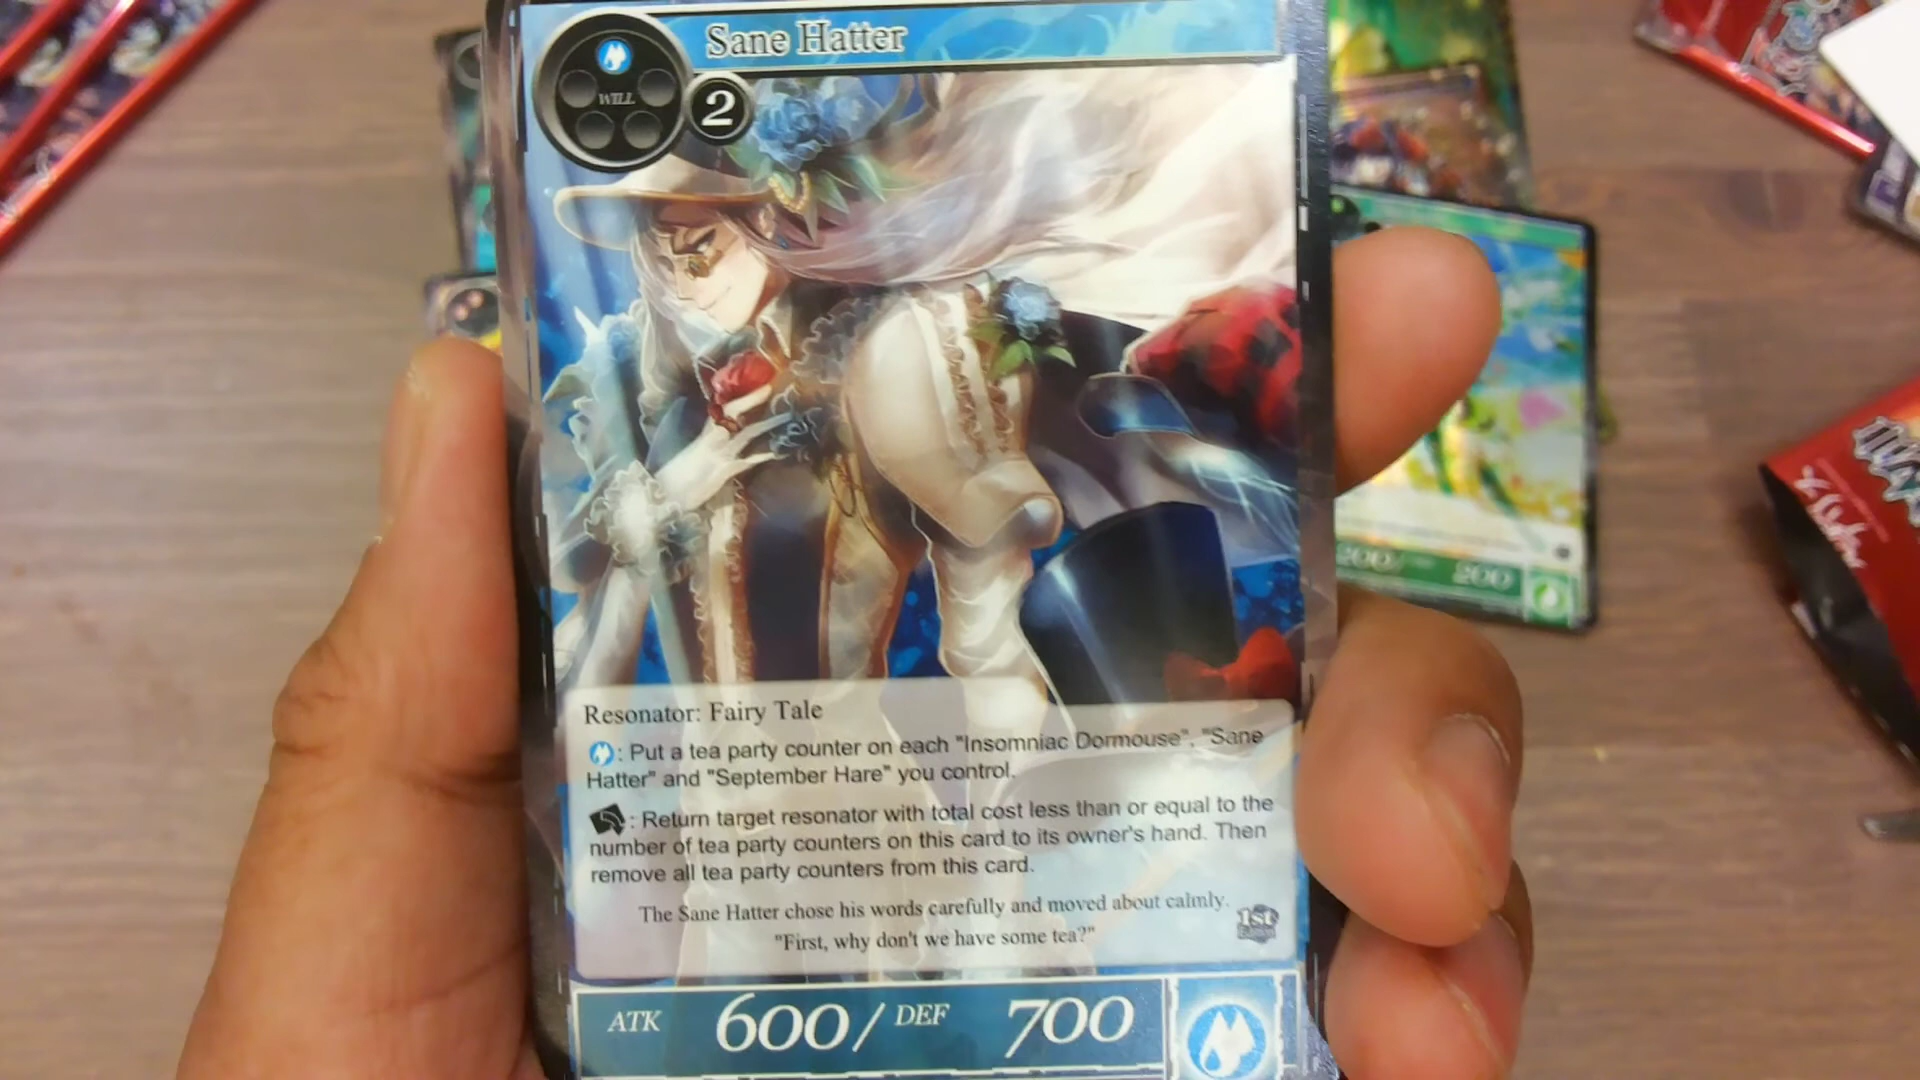 Sane Hatter
WILL
2
Resonator: Fairy Tale
: Put a tea party counter on each "Insomniac Dormouse", "Sane
Hatter" and "September Hare" you control.
: Return target resonator with total cost less than or equal to the
number of tea party counters on this card to its owner's hand. Then
remove all tea party counters from this card.
The Sane Hatter chose his words carefully and moved about calmly.
"First, why don't we have some tea?"
1st
ATK 600/ DEF 700
200/ 200